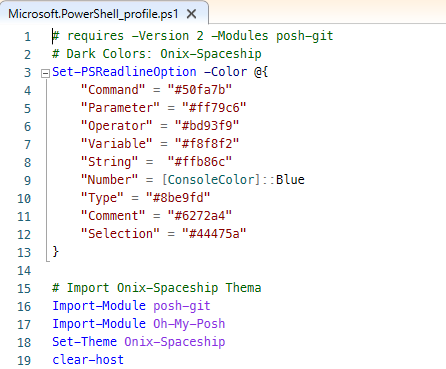 Microsoft.PowerShell_profile.ps1
1 # requires -Version 2 -Modules posh-git
2 # Dark Colors: Onix-Spaceship
3 Set-PSReadlineOption -Color @{
4     "Command" = "#50fa7b"
5     "Parameter" = "#ff79c6"
6     "Operator" = "#bd93f9"
7     "Variable" = "#f8f8f2"
8     "String" =  "#ffb86c"
9     "Number" = [ConsoleColor]::Blue
10     "Type" = "#8be9fd"
11     "Comment" = "#6272a4"
12     "Selection" = "#44475a"
13 }
14
15 # Import Onix-Spaceship Thema
16 Import-Module posh-git
17 Import-Module Oh-My-Posh
18 Set-Theme Onix-Spaceship
19 clear-host